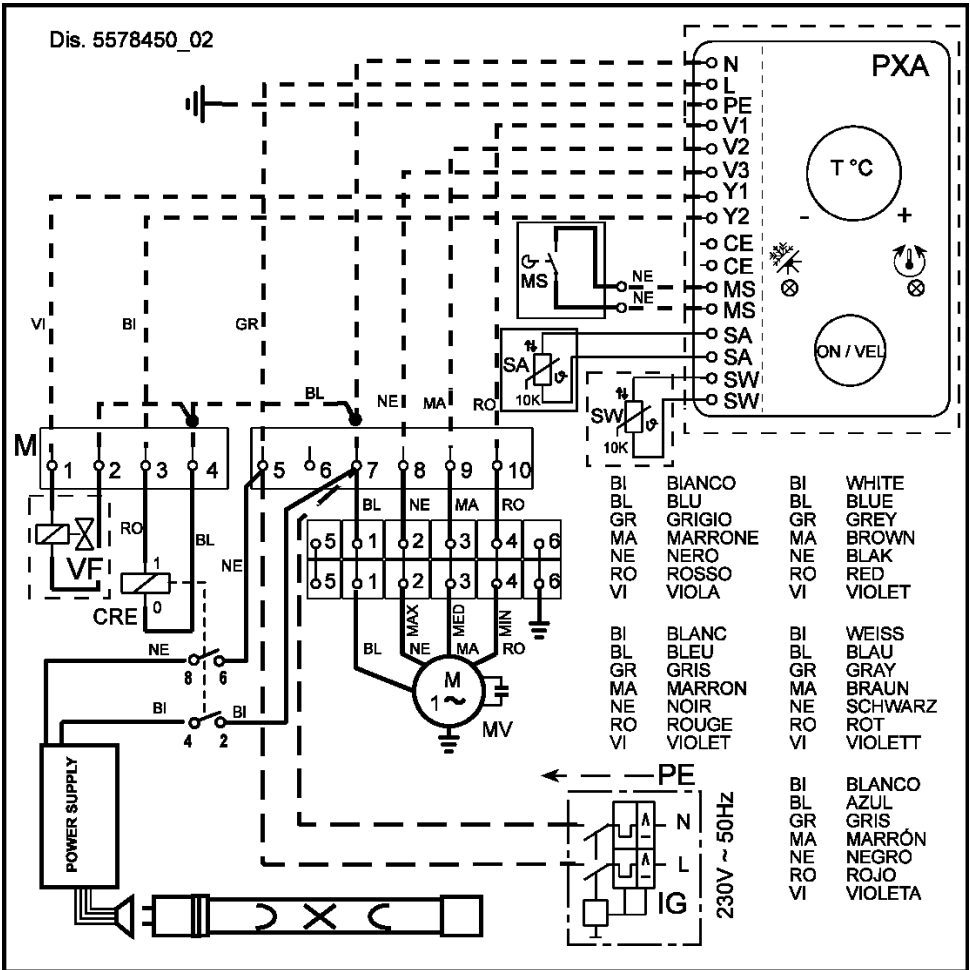 Dis. 5578450_02
PXA
N
L
PE
V1
V2
V3
Y1
Y2
CE
CE
MS
MS
SA
SA
SW
SW
T °C
- +
ON / VEL
MS
NE
NE
SA
10K
SW
10K
VI
BI
GR
BL
NE
MA
RO
M
1 2 3 4 5 6 7 8 9 10
VF
RO
BL
NE
1
0
CRE
BL NE MA RO
5 1 2 3 4 6
5 1 2 3 4 6
MAX
MED
MIN
BL NE MA RO
M
1 ~
MV
NE
8 6
BI BI
4 2
POWER SUPPLY
PE
N
L
IG
230V ~ 50Hz
BI BIANCO BI WHITE
BL BLU BL BLUE
GR GRIGIO GR GREY
MA MARRONE MA BROWN
NE NERO NE BLAK
RO ROSSO RO RED
VI VIOLA VI VIOLET
BI BLANC BI WEISS
BL BLEU BL BLAU
GR GRIS GR GRAY
MA MARRON MA BRAUN
NE NOIR NE SCHWARZ
RO ROUGE RO ROT
VI VIOLET VI VIOLETT
BI BLANCO
BL AZUL
GR GRIS
MA MARRÓN
NE NEGRO
RO ROJO
VI VIOLETA